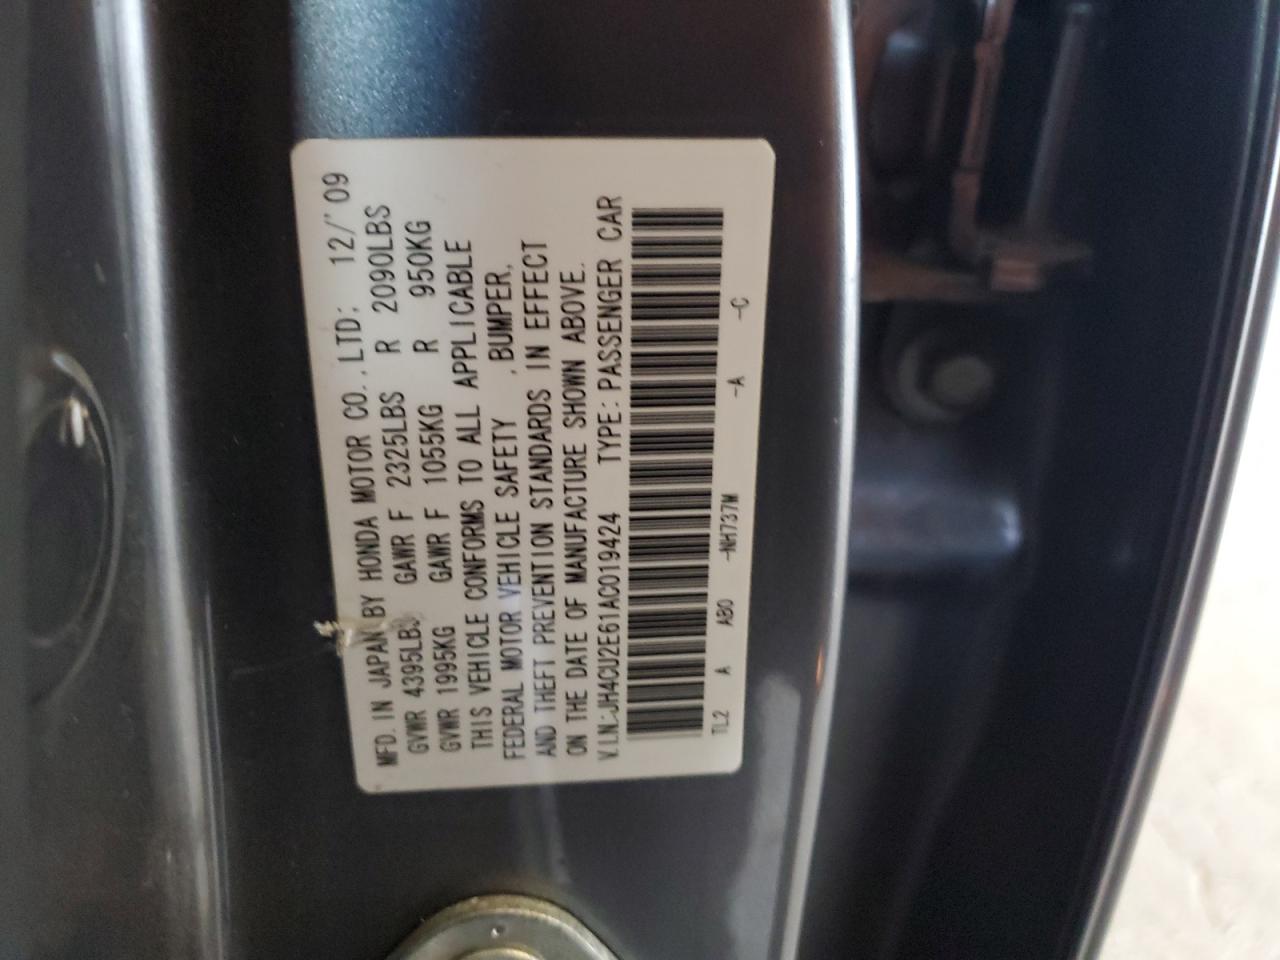 MFD. IN JAPAN BY HONDA MOTOR CO., LTD: 12/'09
GVWR 4395LBS GAWR F 2325LBS R 2090LBS
GVWR 1995KG GAWR F 1055KG R 950KG
THIS VEHICLE CONFORMS TO ALL APPLICABLE
FEDERAL MOTOR VEHICLE SAFETY , BUMPER,
AND THEFT PREVENTION STANDARDS IN EFFECT
ON THE DATE OF MANUFACTURE SHOWN ABOVE.
V.I.N.:JH4CU2E61AC019424 TYPE:PASSENGER CAR
TL2 A AB0 -NH737M -A -C